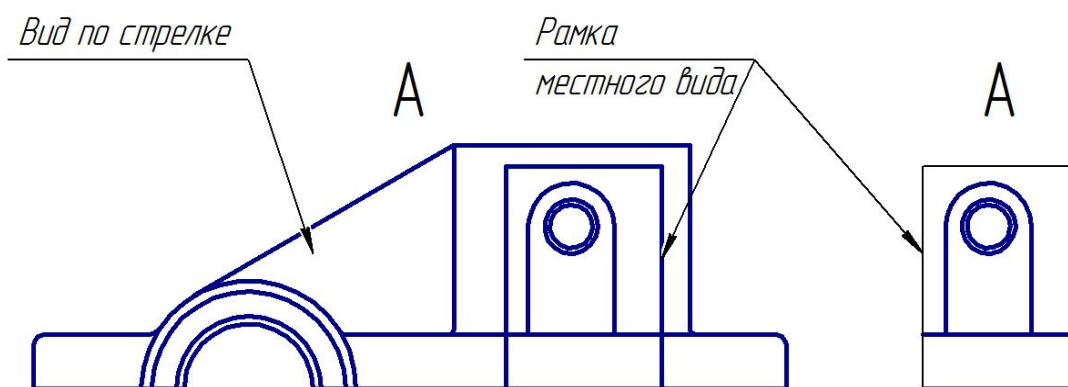 Вид по стрелке
Рамка
местного вида
А
А